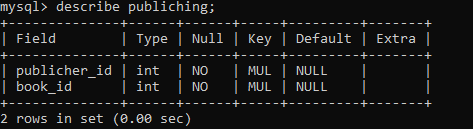 mysql> describe publiching;
+--------------+------+------+-----+---------+-------+
| Field        | Type | Null | Key | Default | Extra |
+--------------+------+------+-----+---------+-------+
| publicher_id | int  | NO   | MUL | NULL    |       |
| book_id      | int  | NO   | MUL | NULL    |       |
+--------------+------+------+-----+---------+-------+
2 rows in set (0.00 sec)